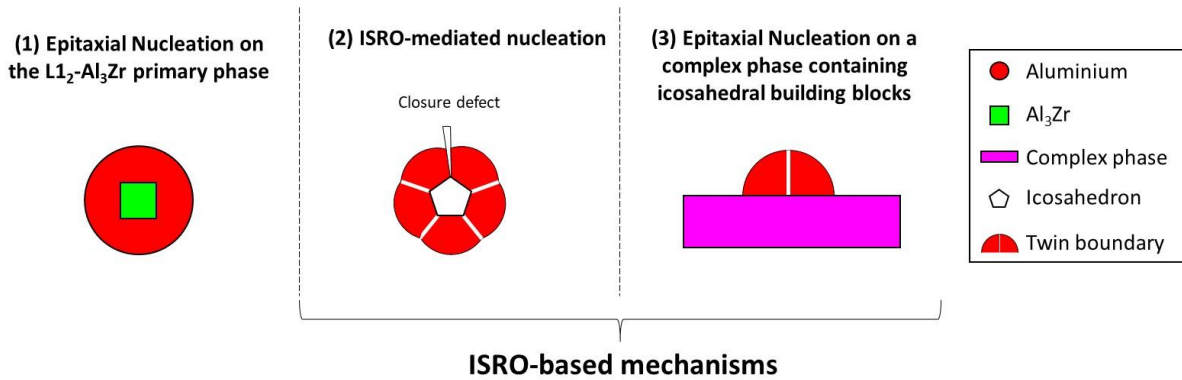 (1) Epitaxial Nucleation on
the L1₂-Al₃Zr primary phase
(2) ISRO-mediated nucleation
Closure defect
(3) Epitaxial Nucleation on a
complex phase containing
icosahedral building blocks
Aluminium
Al₃Zr
Complex phase
Icosahedron
Twin boundary
ISRO-based mechanisms